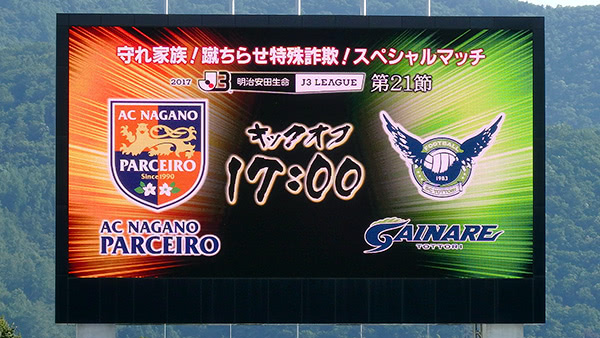 守れ家族！蹴ちらせ特殊詐欺！スペシャルマッチ
2017 J3 明治安田生命 J3 LEAGUE 第21節
AC NAGANO
PARCEIRO
Since1990
キックオフ
17:00
FOOTBALL
1983
AC NAGANO
PARCEIRO
GAINARE
TOTTORI